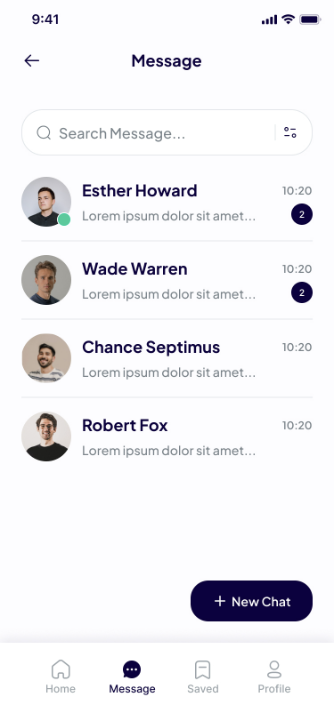 9:41
Message
Search Message...
Esther Howard
10:20
Lorem ipsum dolor sit amet...
2
Wade Warren
10:20
Lorem ipsum dolor sit amet...
2
Chance Septimus
10:20
Lorem ipsum dolor sit amet...
Robert Fox
10:20
Lorem ipsum dolor sit amet...
+ New Chat
Home Message Saved Profile